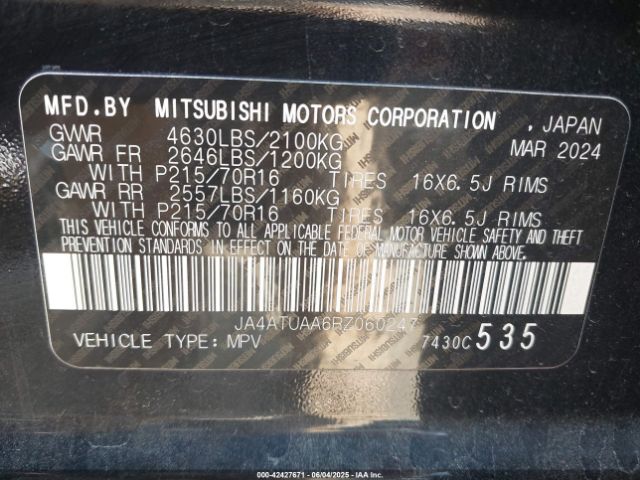 MFD.BY MITSUBISHI MOTORS CORPORATION , JAPAN
GVWR 4630LBS/2100KG MAR 2024
GAWR FR 2646LBS/1200KG
WITH P215/70R16 TIRES 16X6.5J RIMS
GAWR RR 2557LBS/1160KG
WITH P215/70R16 TIRES 16X6.5J RIMS
THIS VEHICLE CONFORMS TO ALL APPLICABLE FEDERAL MOTOR VEHICLE SAFETY AND THEFT
PREVENTION STANDARDS IN EFFECT ON THE DATE OF MANUFACTURE SHOWN ABOVE.
JA4ATUAA6RZ060247
VEHICLE TYPE: MPV 7430C 535
000-42427671 - 06/04/2025 - IAA, LLC.